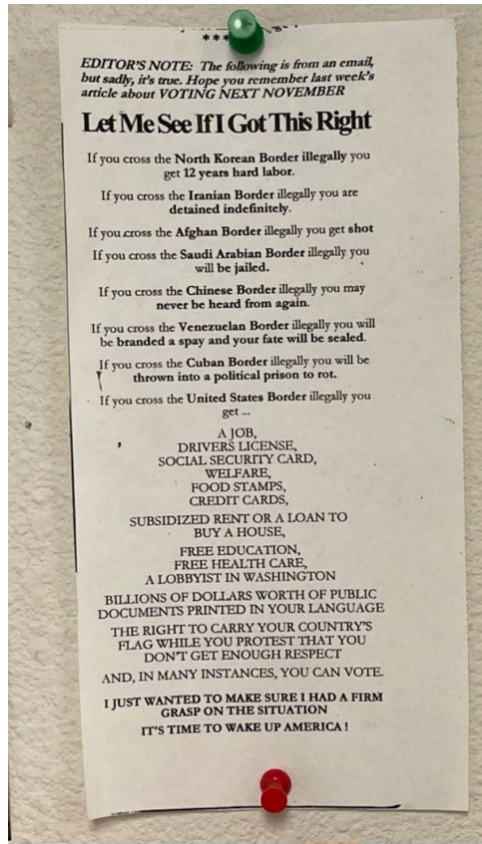 ***
EDITOR'S NOTE: The following is from an email,
but sadly, it's true. Hope you remember last week's
article about VOTING NEXT NOVEMBER
Let Me See If I Got This Right
If you cross the North Korean Border illegally you
get 12 years hard labor.
If you cross the Iranian Border illegally you are
detained indefinitely.
If you cross the Afghan Border illegally you get shot
If you cross the Saudi Arabian Border illegally you
will be jailed.
If you cross the Chinese Border illegally you may
never be heard from again.
If you cross the Venezuelan Border illegally you will
be branded a spay and your fate will be sealed.
If you cross the Cuban Border illegally you will be
thrown into a political prison to rot.
If you cross the United States Border illegally you
get ...
A JOB,
DRIVERS LICENSE,
SOCIAL SECURITY CARD,
WELFARE,
FOOD STAMPS,
CREDIT CARDS,
SUBSIDIZED RENT OR A LOAN TO
BUY A HOUSE,
FREE EDUCATION,
FREE HEALTH CARE,
A LOBBYIST IN WASHINGTON
BILLIONS OF DOLLARS WORTH OF PUBLIC
DOCUMENTS PRINTED IN YOUR LANGUAGE
THE RIGHT TO CARRY YOUR COUNTRY'S
FLAG WHILE YOU PROTEST THAT YOU
DON'T GET ENOUGH RESPECT
AND, IN MANY INSTANCES, YOU CAN VOTE.
I JUST WANTED TO MAKE SURE I HAD A FIRM
GRASP ON THE SITUATION
IT'S TIME TO WAKE UP AMERICA !